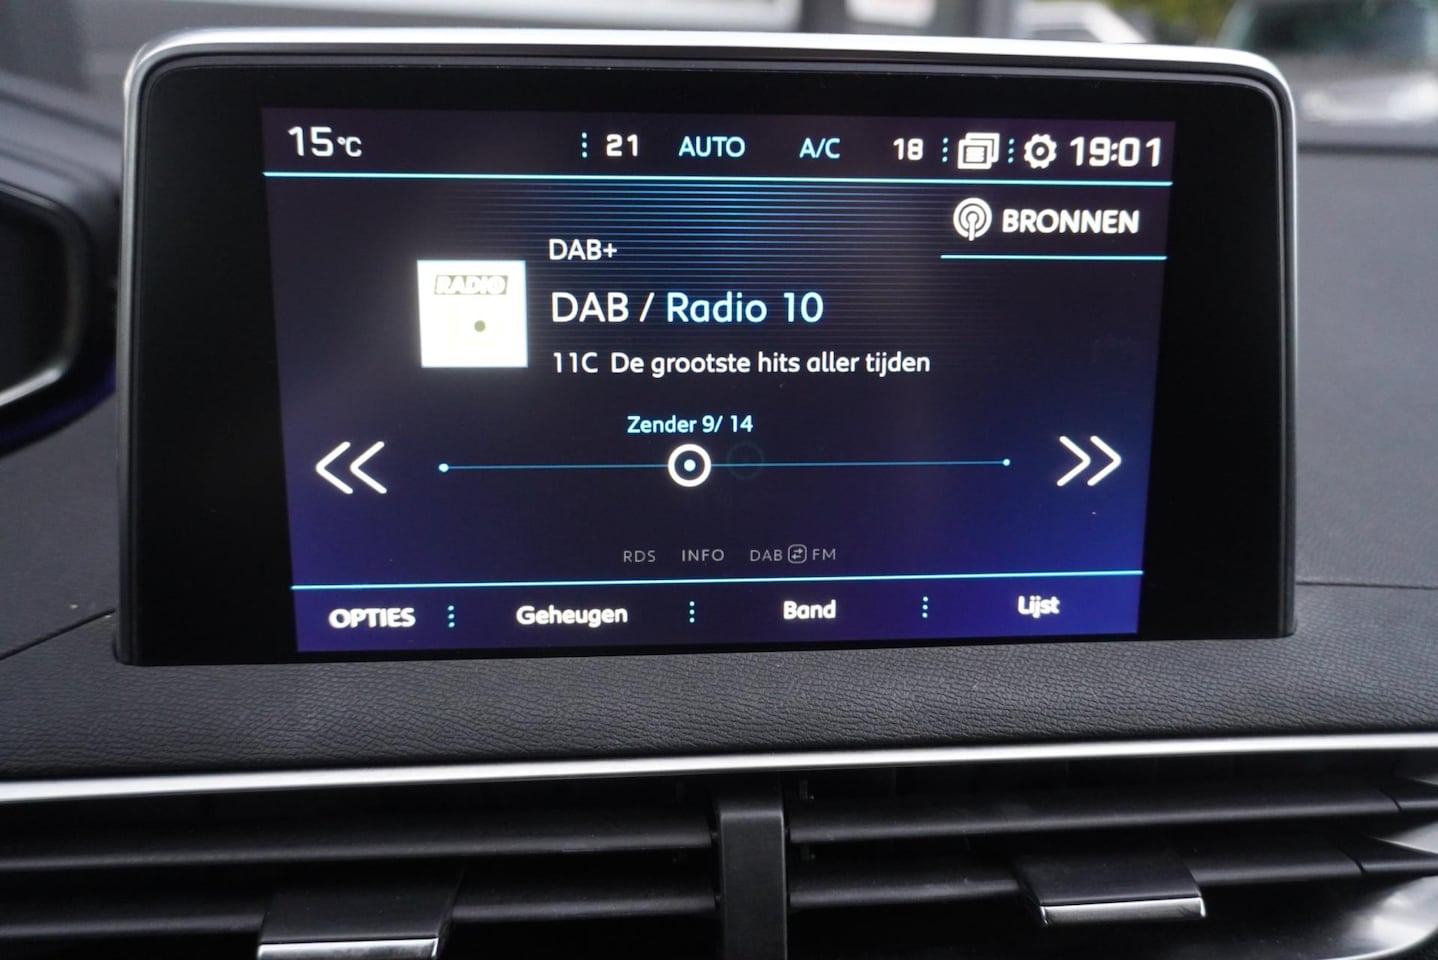 15°C 21 AUTO A/C 18 19:01
BRONNEN
DAB+
RADIO
DAB / Radio 10
11C De grootste hits aller tijden
Zender 9/ 14
RDS INFO DAB FM
OPTIES Geheugen Band Lijst